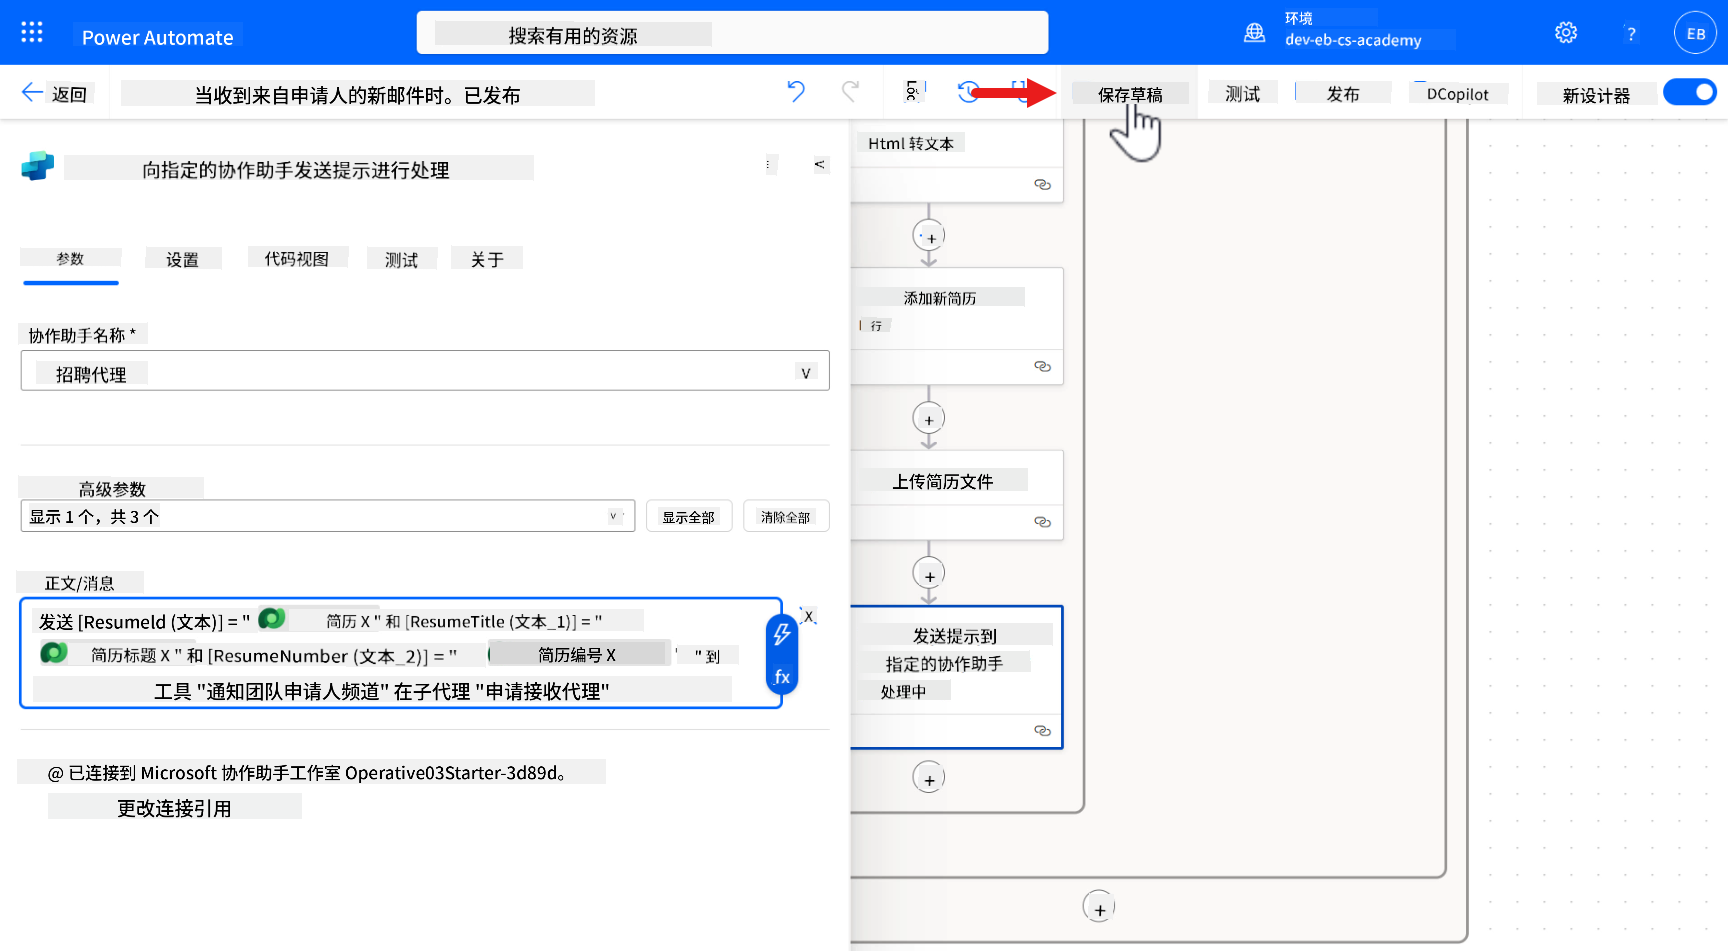 Power Automate
搜索有用的资源
环境
dev-eb-cs-academy
?
EB
返回
当收到来自申请人的新邮件时。已发布
保存草稿
测试
发布
DCopilot
新设计器
向指定的协作助手发送提示进行处理
<
参数
设置
代码视图
测试
关于
协作助手名称 *
招聘代理
V
高级参数
显示 1 个，共 3 个
v
显示全部
清除全部
正文/消息
发送 [ResumeId (文本)] = "
简历 X " 和 [ResumeTitle (文本_1)] = "
简历标题 X " 和 [ResumeNumber (文本_2)] = "
简历编号 X
" 到
工具 "通知团队申请人频道" 在子代理 "申请接收代理"
X
fx
@ 已连接到 Microsoft 协作助手工作室 Operative03Starter-3d89d。
更改连接引用
Html 转文本
+
添加新简历
行
+
上传简历文件
+
发送提示到
指定的协作助手
处理中
+
+